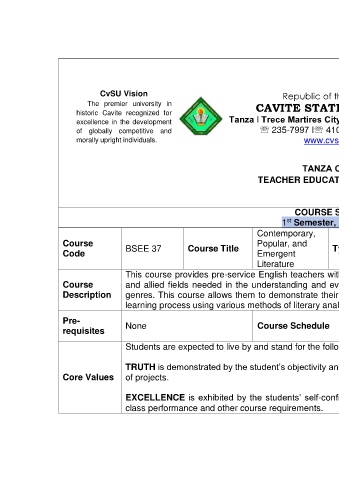 CvSU Vision
The premier university in
historic Cavite recognized for
excellence in the development
of globally competitive and
morally upright individuals.
Republic of
CAVITE STAT
Tanza I Trece Martires City
☏ 235-7997 I☏ 410
www.cvs
TANZA
TEACHER EDUCAT
COURSE S
1st Semester,
Course
Code
BSEE 37
Course Title
Contemporary,
Popular, and
Emergent
Literature
Ty
Course
Description
This course provides pre-service English teachers wit
and allied fields needed in the understanding and ev
genres. This course allows them to demonstrate their
learning process using various methods of literary anal
Pre-
requisites
None
Course Schedule
Core Values
Students are expected to live by and stand for the follo
TRUTH is demonstrated by the student's objectivity an
of projects.
EXCELLENCE is exhibited by the students' self-confi
class performance and other course requirements.